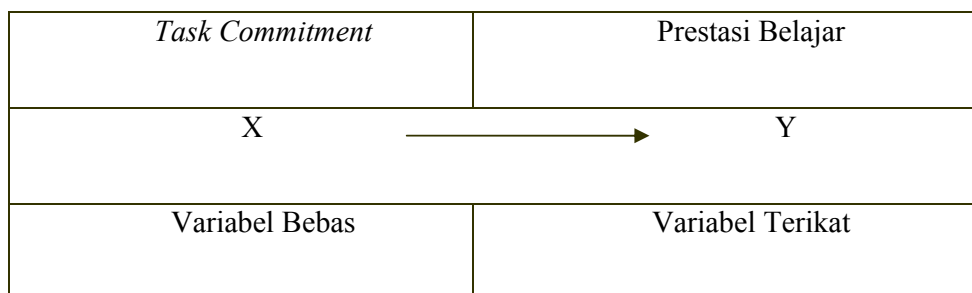 Task Commitment Prestasi Belajar
X Y
Variabel Bebas Variabel Terikat